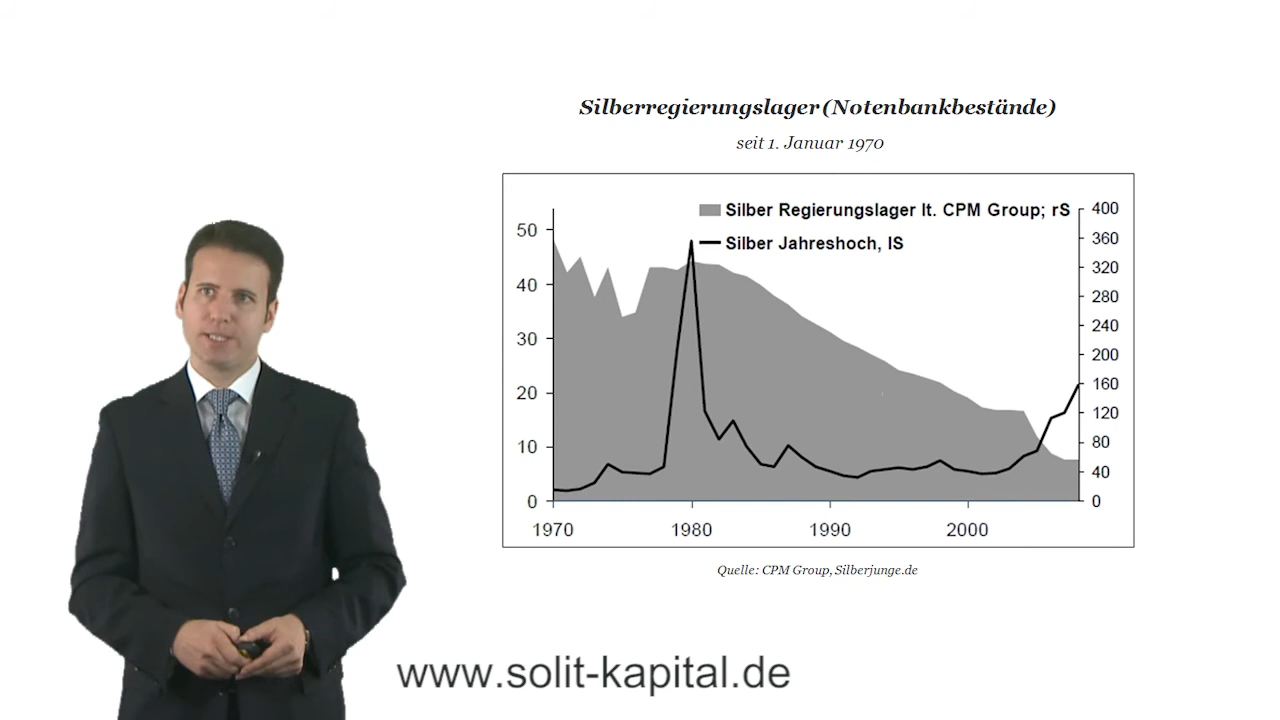 Silberregierungslager (Notenbankbestände)
seit 1. Januar 1970
Silber Regierungslager lt. CPM Group; rS
Silber Jahreshoch, lS
50
40
30
20
10
0
400
360
320
280
240
200
160
120
80
40
0
1970 1980 1990 2000
Quelle: CPM Group, Silberjunge.de
www.solit-kapital.de